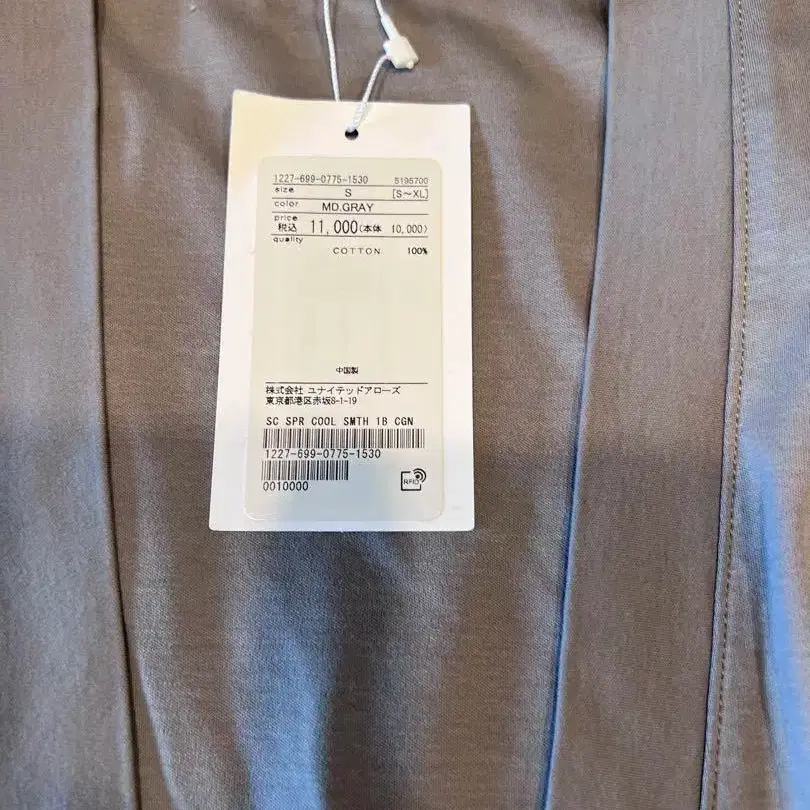 1227-699-0775-1530 5195700
size S [S～XL]
color MD.GRAY
price
税込 11,000(本体 10,000)
quality
COTTON 100%
中国製
株式会社 ユナイテッドアローズ
東京都港区赤坂8-1-19
SC SPR COOL SMTH 1B CGN
1227-699-0775-1530
0010000
RFID